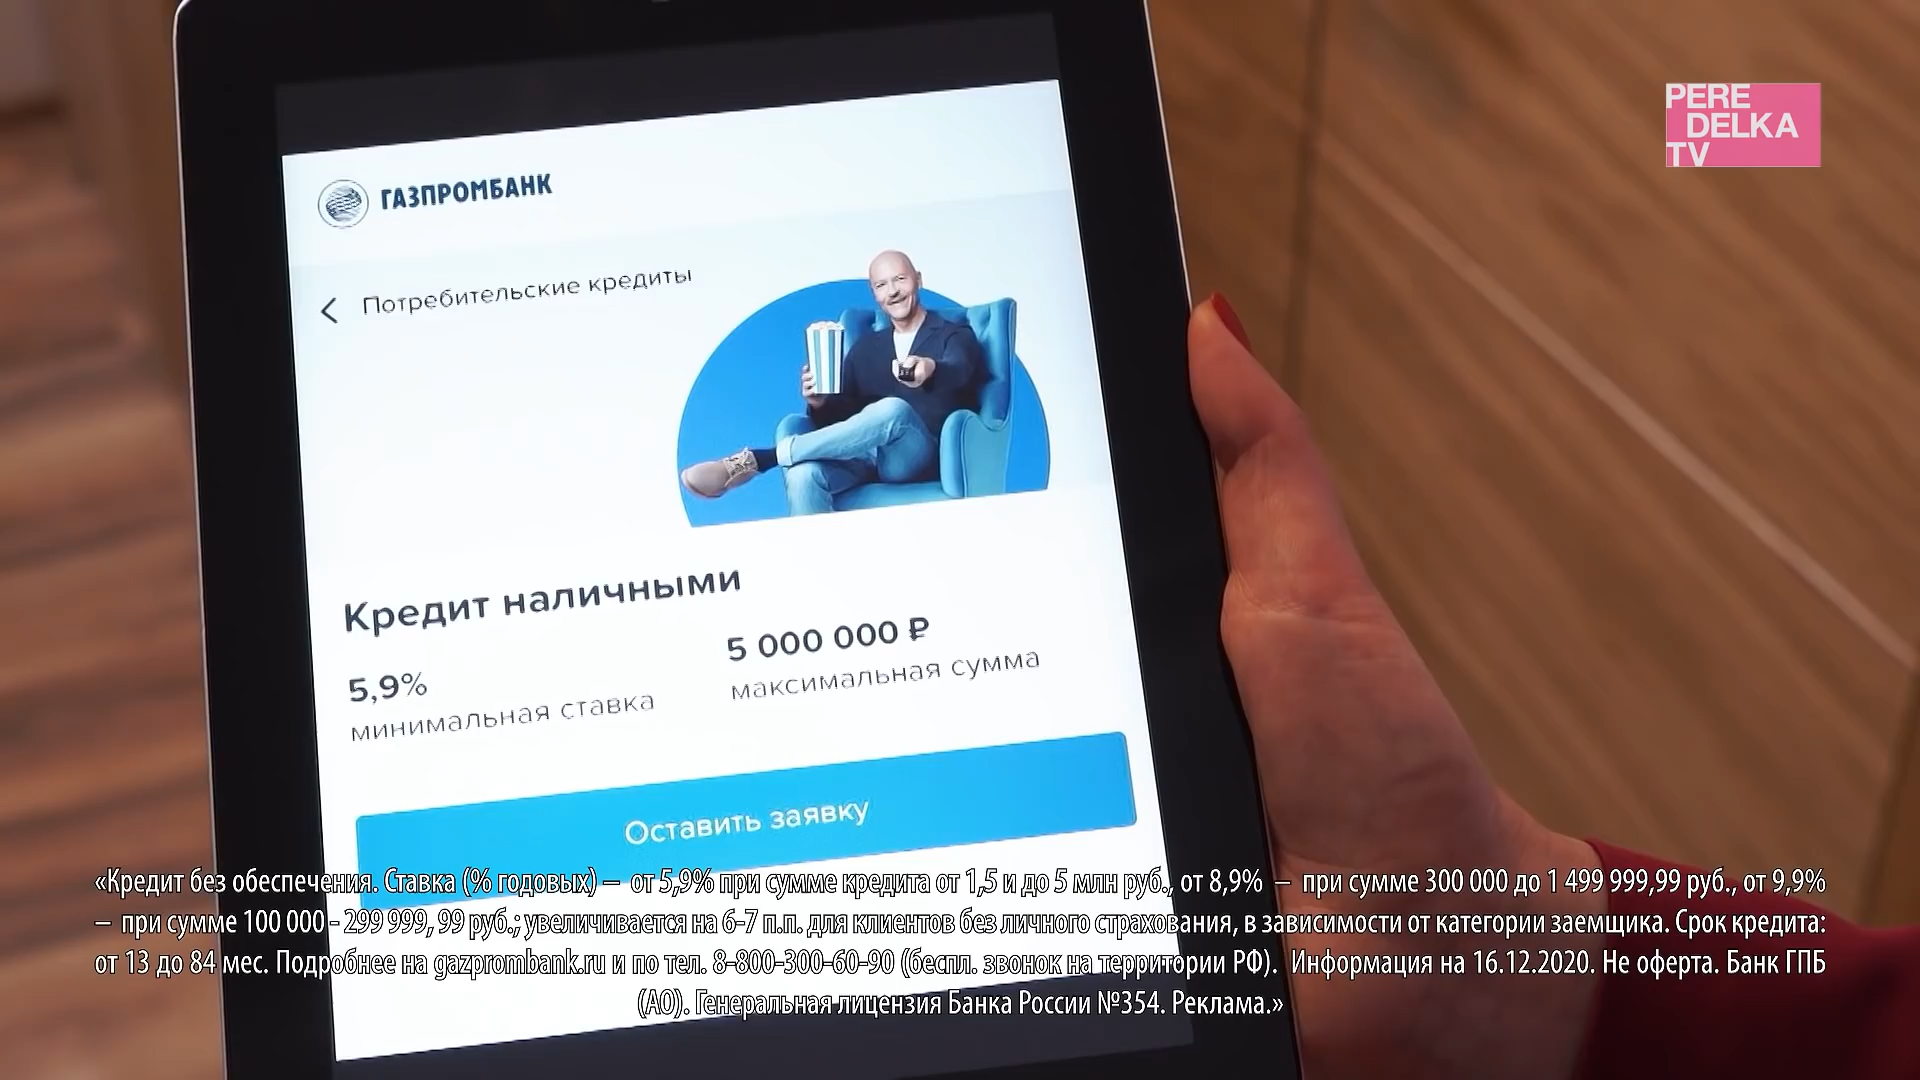 PERE
DELKA
TV
ГАЗПРОМБАНК
Потребительские кредиты
Кредит наличными
5,9%
минимальная ставка
5 000 000 ₽
максимальная сумма
Оставить заявку
«Кредит без обеспечения. Ставка (% годовых) – от 5,9% при сумме кредита от 1,5 и до 5 млн руб., от 8,9% – при сумме 300 000 до 1 499 999,99 руб., от 9,9%
– при сумме 100 000 - 299 999, 99 руб.; увеличивается на 6-7 п.п. для клиентов без личного страхования, в зависимости от категории заемщика. Срок кредита:
от 13 до 84 мес. Подробнее на gazprombank.ru и по тел. 8-800-300-60-90 (беспл. звонок на территории РФ). Информация на 16.12.2020. Не оферта. Банк ГПБ
(АО). Генеральная лицензия Банка России №354. Реклама.»